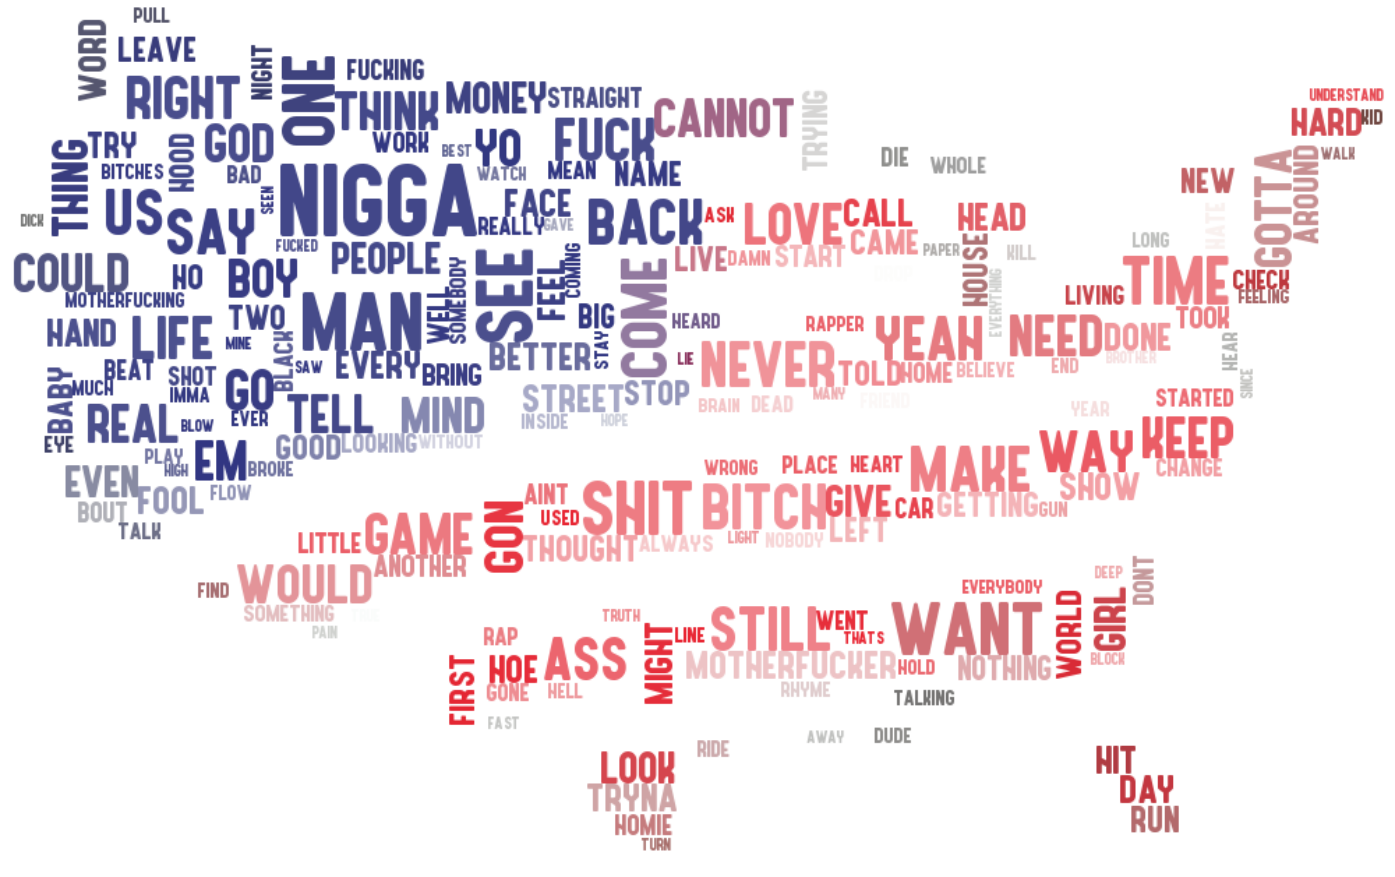 PULL
WORD
LEAVE
NIGHT
RIGHT
ONE
FUCKING
THINK
MONEY
STRAIGHT
CANNOT
TRYING
UNDERSTAND
HARD
KID
WALK
THING
TRY
HOOD
GOD
WORK
BEST
YO
FUCK
DIE
WHOLE
BITCHES
BAD
SEEN
NIGGA
WATCH
MEAN
NAME
NEW
GOTTA
AROUND
DICK
US
SAY
FACE
REALLY
GAVE
BACK
ASK
LOVE
CALL
HEAD
HATE
FUCKED
PEOPLE
SEE
FEEL
COMING
LIVE
DAMN
START
CAME
PAPER
HOUSE
KILL
LONG
COULD
HO
BOY
WELL
SOMEBODY
COME
EVERYTHING
TIME
CHECK
FEELING
MOTHERFUCKING
MAN
BIG
HEARD
LIVING
TOOK
HAND
LIFE
TWO
MINE
BLACK
STAY
RAPPER
YEAH
NEED
DONE
HEAR
BEAT
SHOT
SAW
EVERY
BRING
BETTER
LIE
NEVER
TOLD
HOME
BELIEVE
END
BROTHER
SINCE
BABY
MUCH
IMMA
GO
STREET
STOP
BRAIN
DEAD
MANY
FRIEND
YEAR
STARTED
REAL
BLOW
EVER
TELL
MIND
INSIDE
HOPE
EYE
PLAY
HIGH
EM
BROKE
GOOD
LOOKING
WITHOUT
WRONG
PLACE
HEART
MAKE
WAY
KEEP
CHANGE
EVEN
BOUT
FOOL
FLOW
TALK
AINT
USED
SHIT
BITCH
GIVE
CAR
GETTING
GUN
SHOW
LITTLE
GAME
GON
THOUGHT
ALWAYS
LIGHT
NOBODY
LEFT
ANOTHER
FIND
WOULD
SOMETHING
PAIN
EVERYBODY
DEEP
DONT
TRUTH
RAP
FIRST
HOE
ASS
GONE
HELL
FAST
MIGHT
LINE
STILL
WENT
THATS
WANT
WORLD
GIRL
BLOCK
MOTHERFUCKER
HOLD
NOTHING
RHYME
TALKING
AWAY
DUDE
RIDE
LOOK
TRYNA
HOMIE
TURN
HIT
DAY
RUN